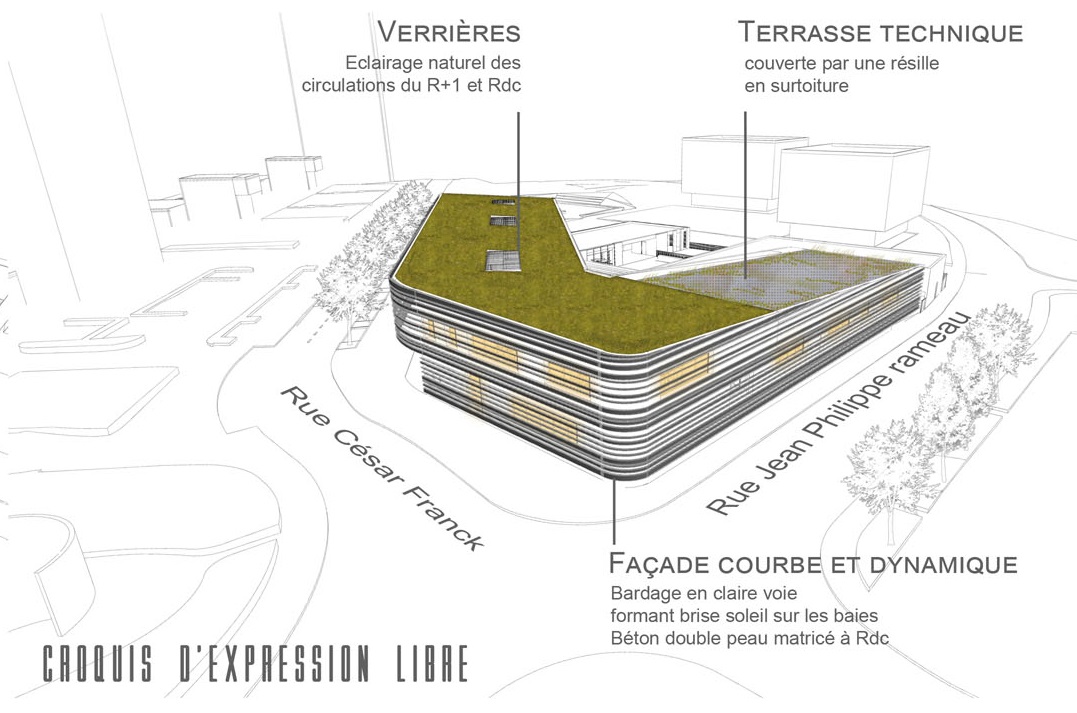 VERRIÈRES
Eclairage naturel des
circulations du R+1 et Rdc
TERRASSE TECHNIQUE
couverte par une résille
en surtoiture
Rue César Franck
Rue Jean Philippe rameau
FAÇADE COURBE ET DYNAMIQUE
Bardage en claire voie
formant brise soleil sur les baies
Béton double peau matricé à Rdc
CROQUIS D'EXPRESSION LIBRE